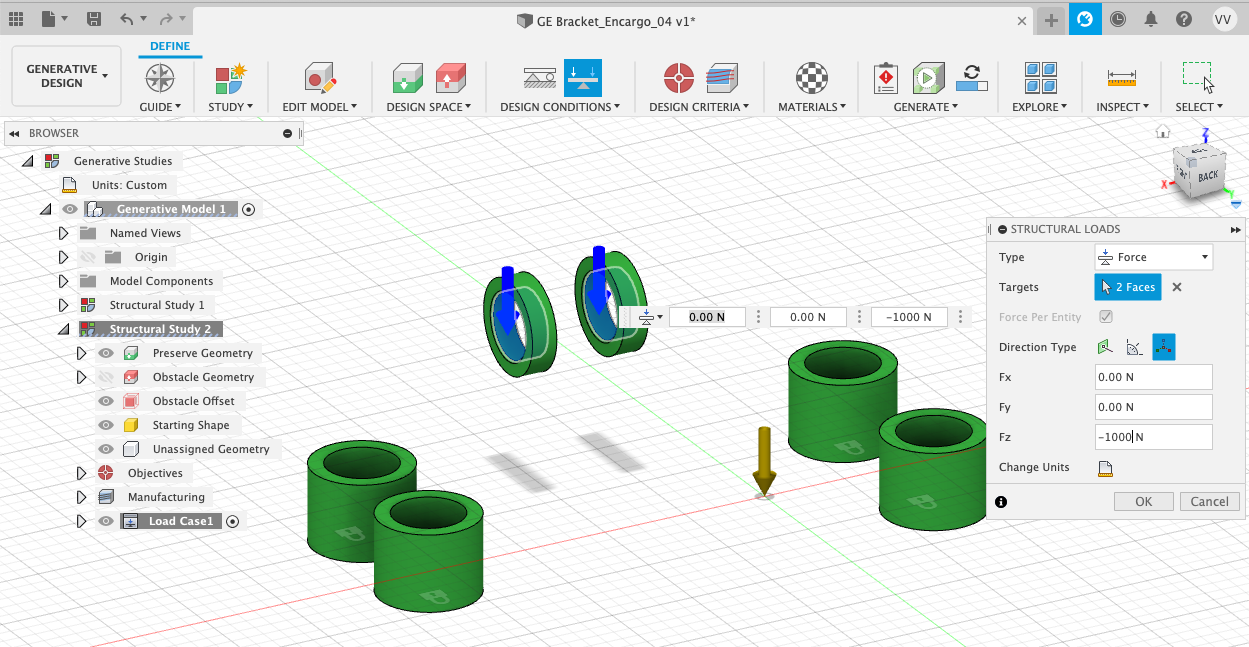 GE Bracket_Encargo_04 v1*
VV
DEFINE
GENERATIVE
DESIGN
GUIDE
STUDY
EDIT MODEL
DESIGN SPACE
DESIGN CONDITIONS
DESIGN CRITERIA
MATERIALS
GENERATE
EXPLORE
INSPECT
SELECT
BROWSER
Generative Studies
Units: Custom
Generative Model 1
Named Views
Origin
Model Components
Structural Study 1
Structural Study 2
Preserve Geometry
Obstacle Geometry
Obstacle Offset
Starting Shape
Unassigned Geometry
Objectives
Manufacturing
Load Case1
0.00 N
0.00 N
-1000 N
Z
BACK
X
Y
STRUCTURAL LOADS
Type
Force
Targets
2 Faces
Force Per Entity
Direction Type
Fx
0.00 N
Fy
0.00 N
Fz
-1000 N
Change Units
OK
Cancel